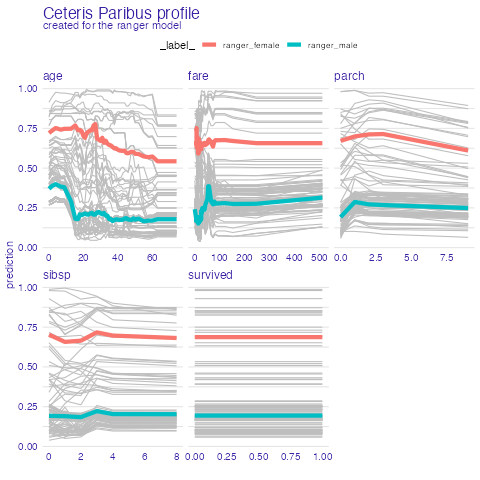 Ceteris Paribus profile
created for the ranger model
_label_ ranger_female ranger_male
age fare parch
1.00
0.75
0.50
0.25
0.00
0 20 40 60 0 100 200 300 400 500 0.0 2.5 5.0 7.5
prediction
sibsp survived
1.00
0.75
0.50
0.25
0.00
0 2 4 6 8 0.00 0.25 0.50 0.75 1.00